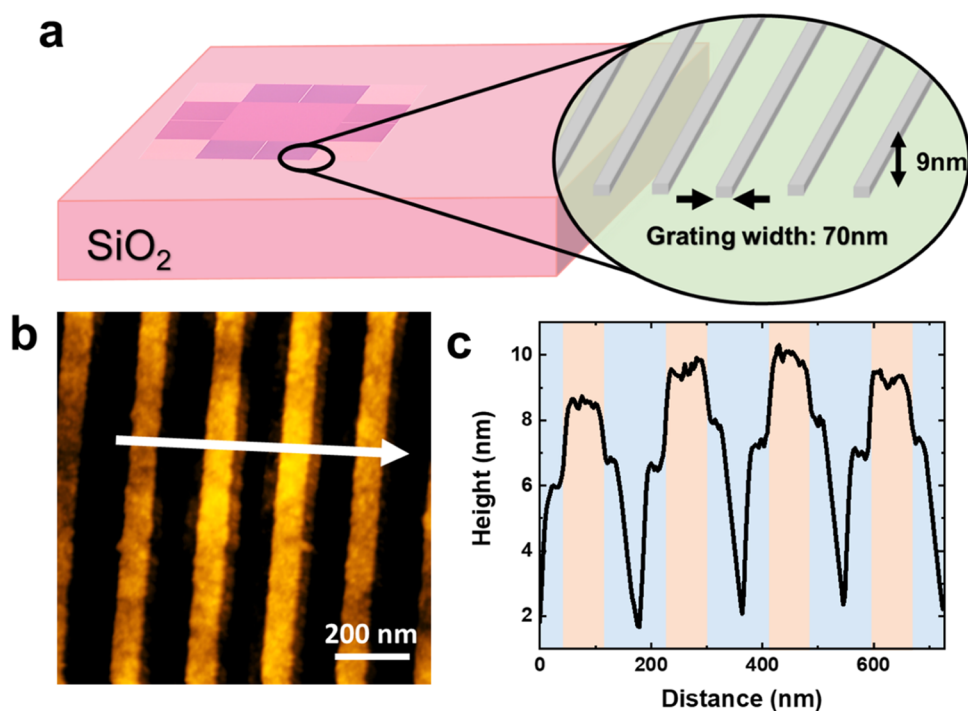 a
SiO2
9nm
Grating width: 70nm
b
200 nm
c
Height (nm)
10
8
6
4
2
0
200
400
600
Distance (nm)